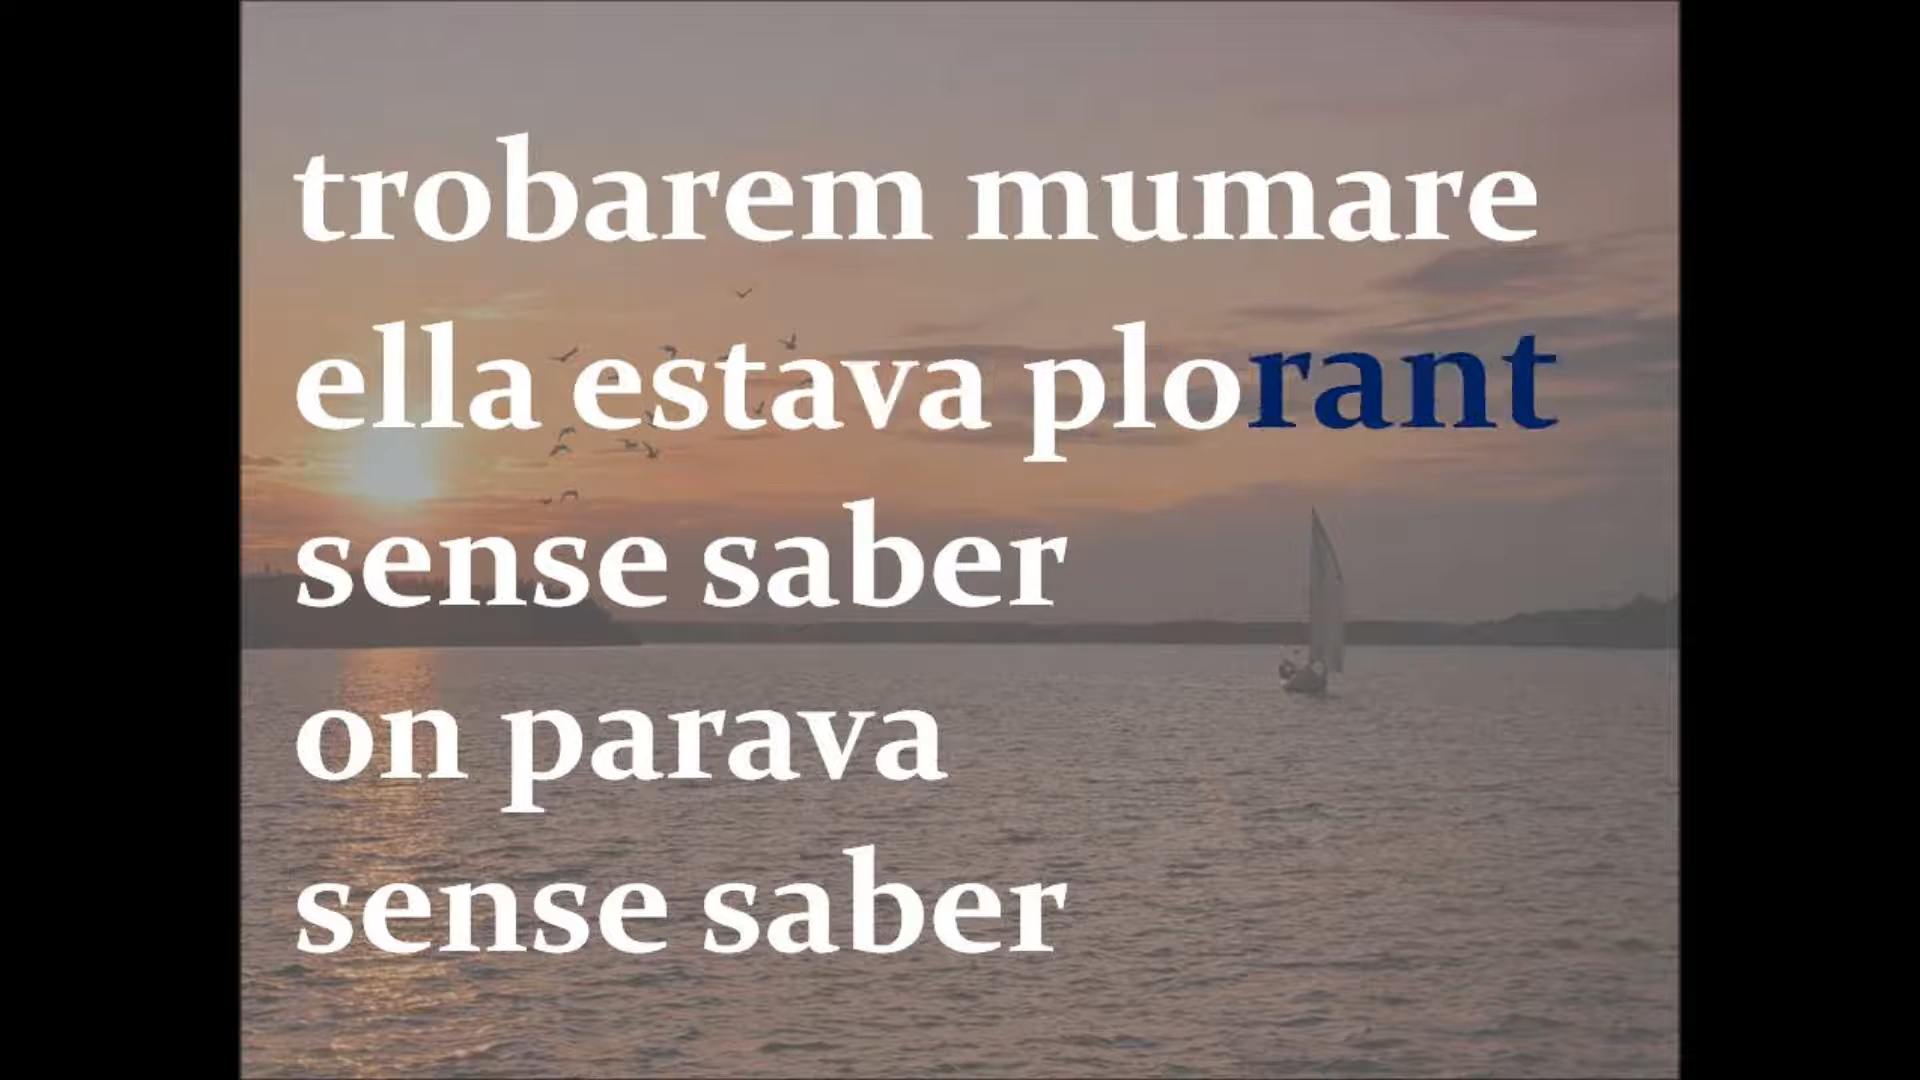 trobarem mumare
ella estava plorant
sense saber
on parava
sense saber